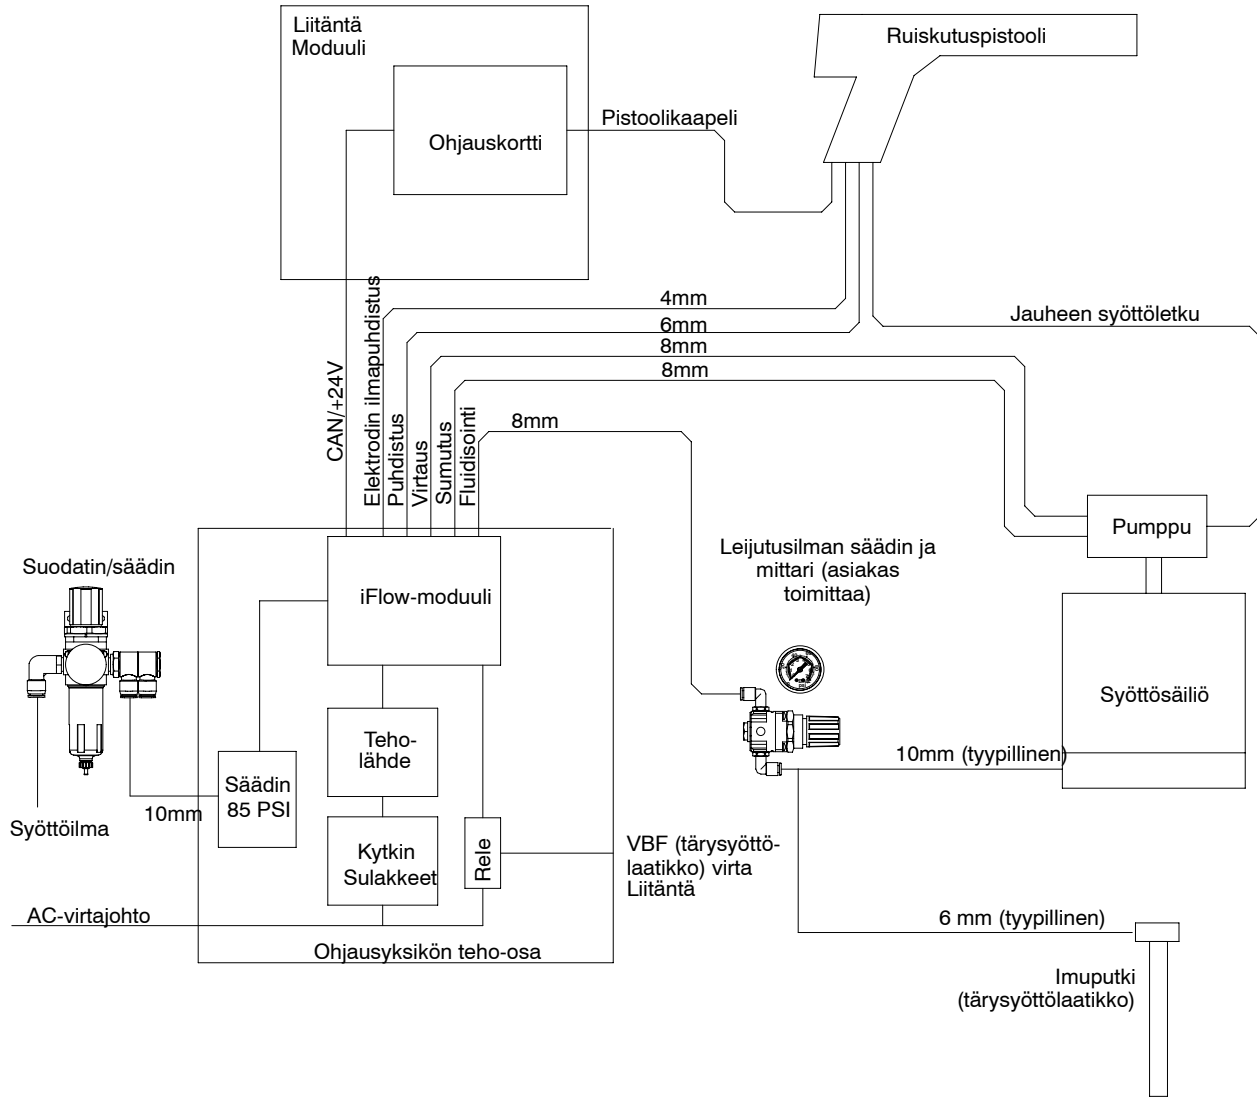 Liitäntä
Moduuli
Ruiskutuspistooli
Ohjauskortti
Pistoolikaapeli
4mm
6mm
8mm
8mm
8mm
Jauheen syöttöletku
CAN/+24V
Elektrodin ilmapuhdistus
Puhdistus
Virtaus
Sumutus
Fluidisointi
Pumppu
Suodatin/säädin
iFlow-moduuli
Leijutusilman säädin ja
mittari (asiakas
toimittaa)
Syöttösäiliö
Teho-
lähde
10mm (tyypillinen)
Säädin
85 PSI
10mm
Syöttöilma
Kytkin
Sulakkeet
Rele
VBF (tärysyöttö-
laatikko) virta
Liitäntä
AC-virtajohto
6 mm (tyypillinen)
Ohjausyksikön teho-osa
Imuputki
(tärysyöttölaatikko)